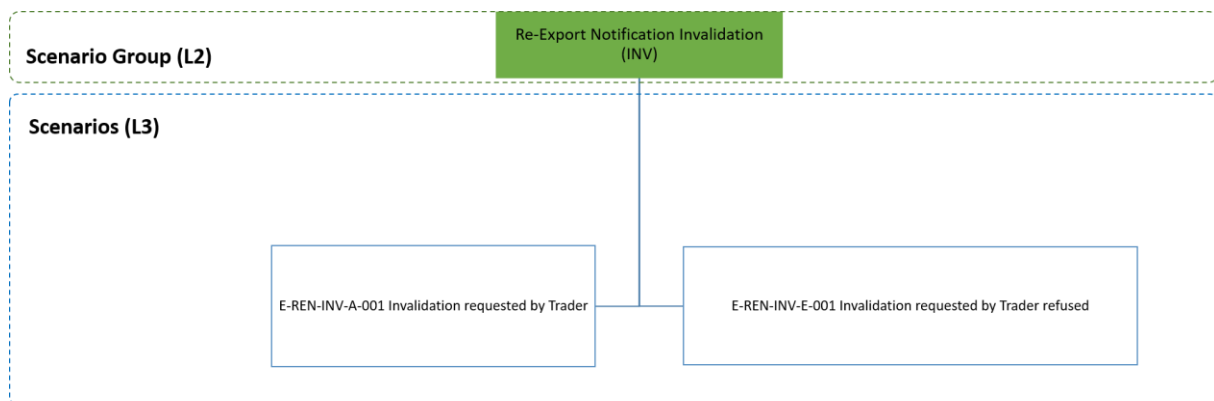 Re-Export Notification Invalidation
(INV)
Scenario Group (L2)
Scenarios (L3)
E-REN-INV-A-001 Invalidation requested by Trader
E-REN-INV-E-001 Invalidation requested by Trader refused